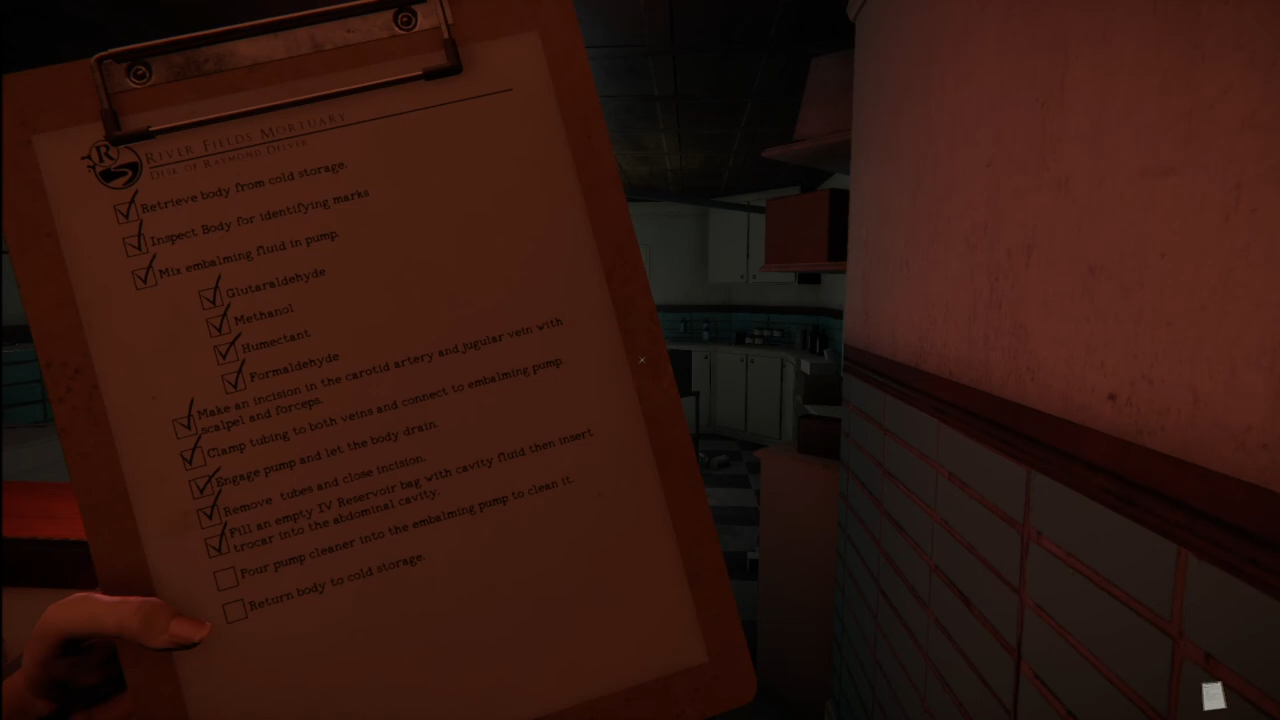 R
RIVER FIELDS MORTUARY
DISK OF RAYMOND DELVER
Retrieve body from cold storage.
Inspect Body for identifying marks
Mix embalming fluid in pump.
Glutaraldehyde
Methanol
Humectant
Formaldehyde
Make an incision in the carotid artery and jugular vein with
scalpel and forceps.
Clamp tubing to both veins and connect to embalming pump.
Engage pump and let the body drain.
Remove tubes and close incision.
Fill an empty IV Reservoir bag with cavity fluid then insert
trocar into the abdominal cavity.
Pour pump cleaner into the embalming pump to clean it.
Return body to cold storage.